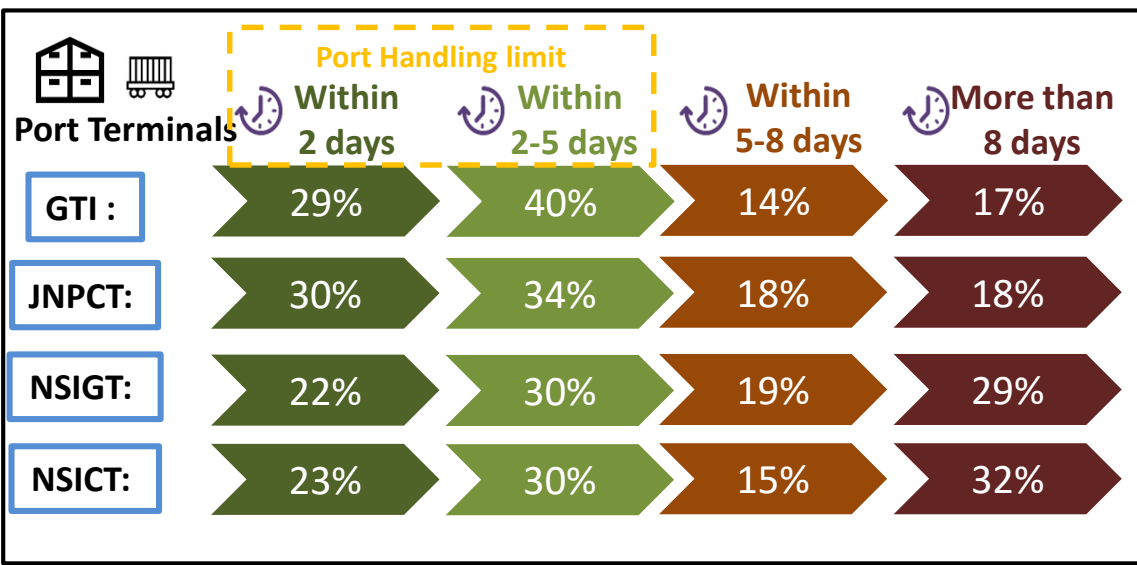 Port Handling limit
Port Terminals
Within
2 days
Within
2-5 days
Within
5-8 days
More than
8 days
GTI : 29% 40% 14% 17%
JNPCT: 30% 34% 18% 18%
NSIGT: 22% 30% 19% 29%
NSICT: 23% 30% 15% 32%